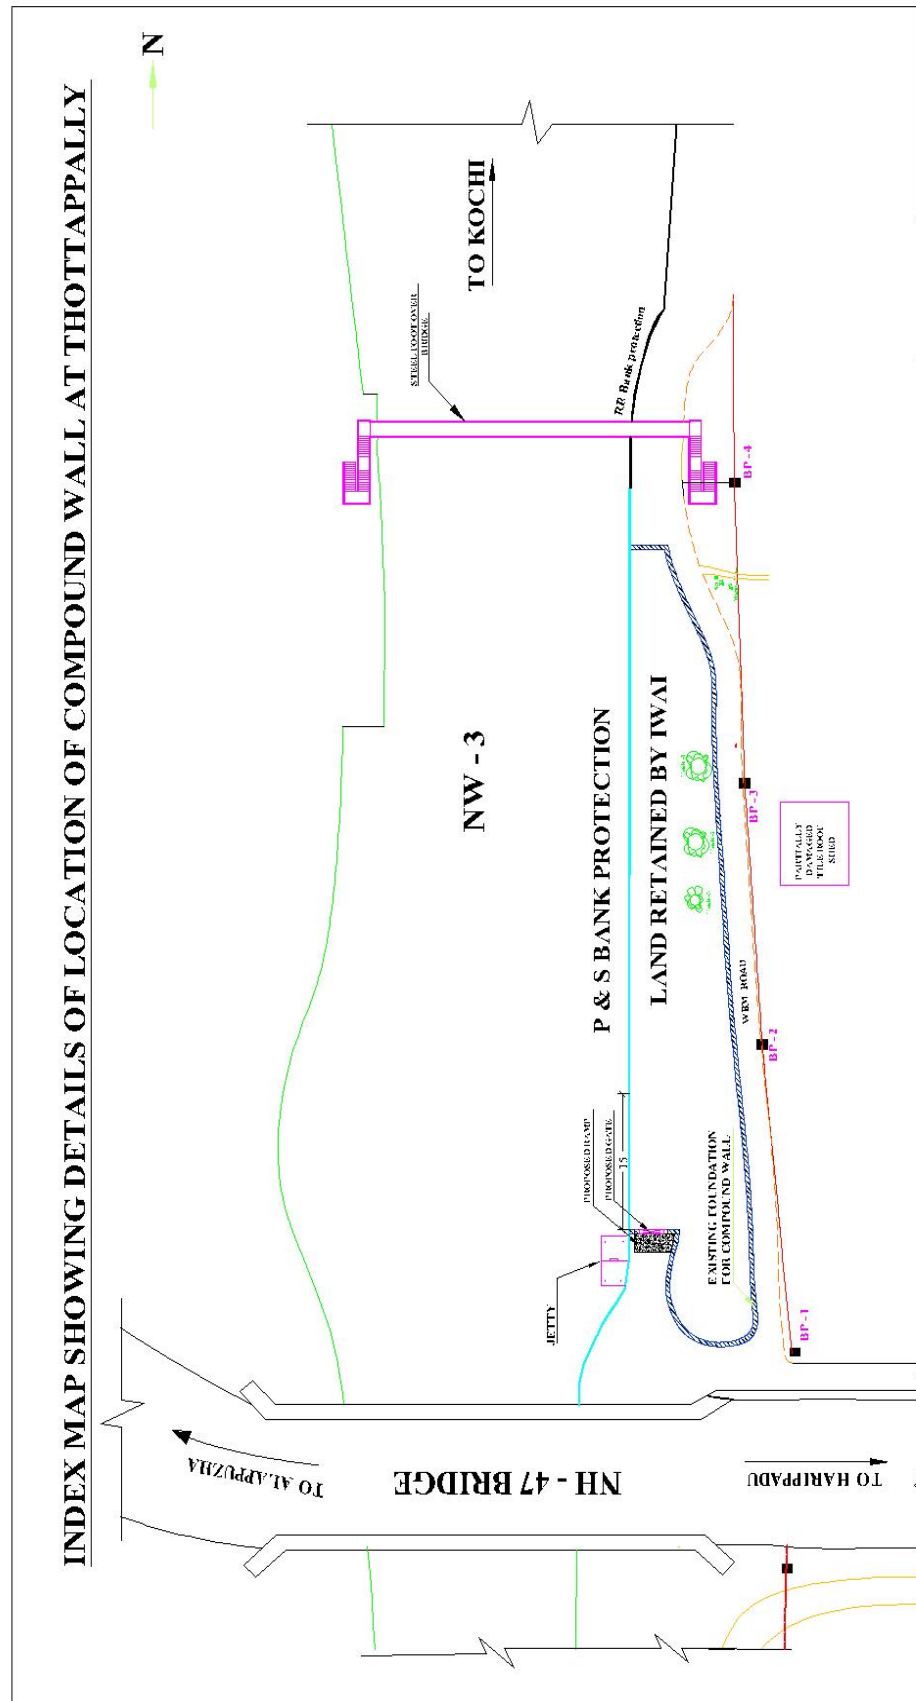 INDEX MAP SHOWING DETAILS OF LOCATION OF COMPOUND WALL AT THOTTAPPALLY
N
TO KOCHI
STEEL FOOT OVER
BRIDGE
RR Bank protection
BP - 4
NW - 3
P & S BANK PROTECTION
LAND RETAINED BY IWAI
BP - 3
PARTIALLY
DAMAGED
TILE ROOF
SHED
WBM ROAD
BP - 2
PROPOSED RAMP
PROPOSED GATE
15
EXISTING FOUNDATION
FOR COMPOUND WALL
JETTY
BP - 1
TO ALAPPUZHA
NH - 47 BRIDGE
TO HARIPPADU